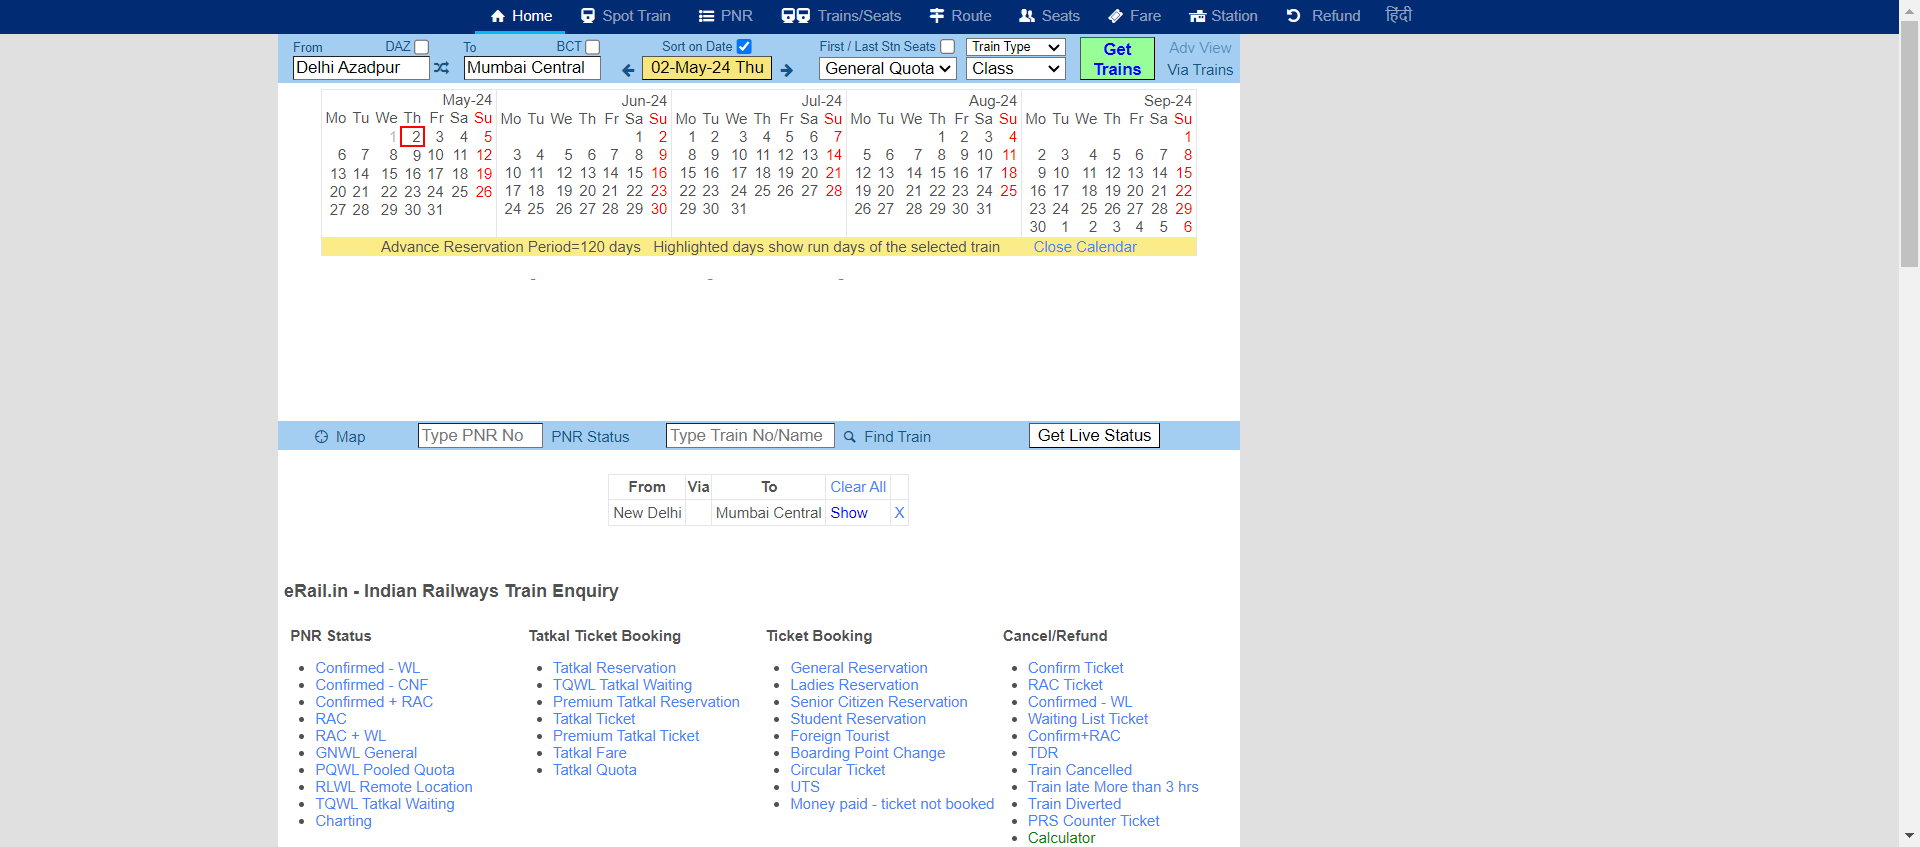 Home Spot Train PNR Trains/Seats Route Seats Fare Station Refund हिंदी
From DAZ To BCT Sort on Date First / Last Stn Seats Train Type Get Trains Adv View
Delhi Azadpur Mumbai Central 02-May-24 Thu General Quota Class Via Trains
May-24 Jun-24 Jul-24 Aug-24 Sep-24
Mo Tu We Th Fr Sa Su Mo Tu We Th Fr Sa Su Mo Tu We Th Fr Sa Su Mo Tu We Th Fr Sa Su Mo Tu We Th Fr Sa Su
1 2 3 4 5 1 2 1 2 3 4 5 6 7 1 2 3 4 1
6 7 8 9 10 11 12 3 4 5 6 7 8 9 8 9 10 11 12 13 14 5 6 7 8 9 10 11 2 3 4 5 6 7 8
13 14 15 16 17 18 19 10 11 12 13 14 15 16 15 16 17 18 19 20 21 12 13 14 15 16 17 18 9 10 11 12 13 14 15
20 21 22 23 24 25 26 17 18 19 20 21 22 23 22 23 24 25 26 27 28 19 20 21 22 23 24 25 16 17 18 19 20 21 22
27 28 29 30 31 24 25 26 27 28 29 30 29 30 31 26 27 28 29 30 31 23 24 25 26 27 28 29
30 1 2 3 4 5 6
Advance Reservation Period=120 days Highlighted days show run days of the selected train Close Calendar
- - -
Map Type PNR No PNR Status Type Train No/Name Find Train Get Live Status
From Via To Clear All
New Delhi Mumbai Central Show X
eRail.in - Indian Railways Train Enquiry
PNR Status
Confirmed - WL
Confirmed - CNF
Confirmed + RAC
RAC
RAC + WL
GNWL General
PQWL Pooled Quota
RLWL Remote Location
TQWL Tatkal Waiting
Charting
Tatkal Ticket Booking
Tatkal Reservation
TQWL Tatkal Waiting
Premium Tatkal Reservation
Tatkal Ticket
Premium Tatkal Ticket
Tatkal Fare
Tatkal Quota
Ticket Booking
General Reservation
Ladies Reservation
Senior Citizen Reservation
Student Reservation
Foreign Tourist
Boarding Point Change
Circular Ticket
UTS
Money paid - ticket not booked
Cancel/Refund
Confirm Ticket
RAC Ticket
Confirmed - WL
Waiting List Ticket
Confirm+RAC
TDR
Train Cancelled
Train late More than 3 hrs
Train Diverted
PRS Counter Ticket
Calculator